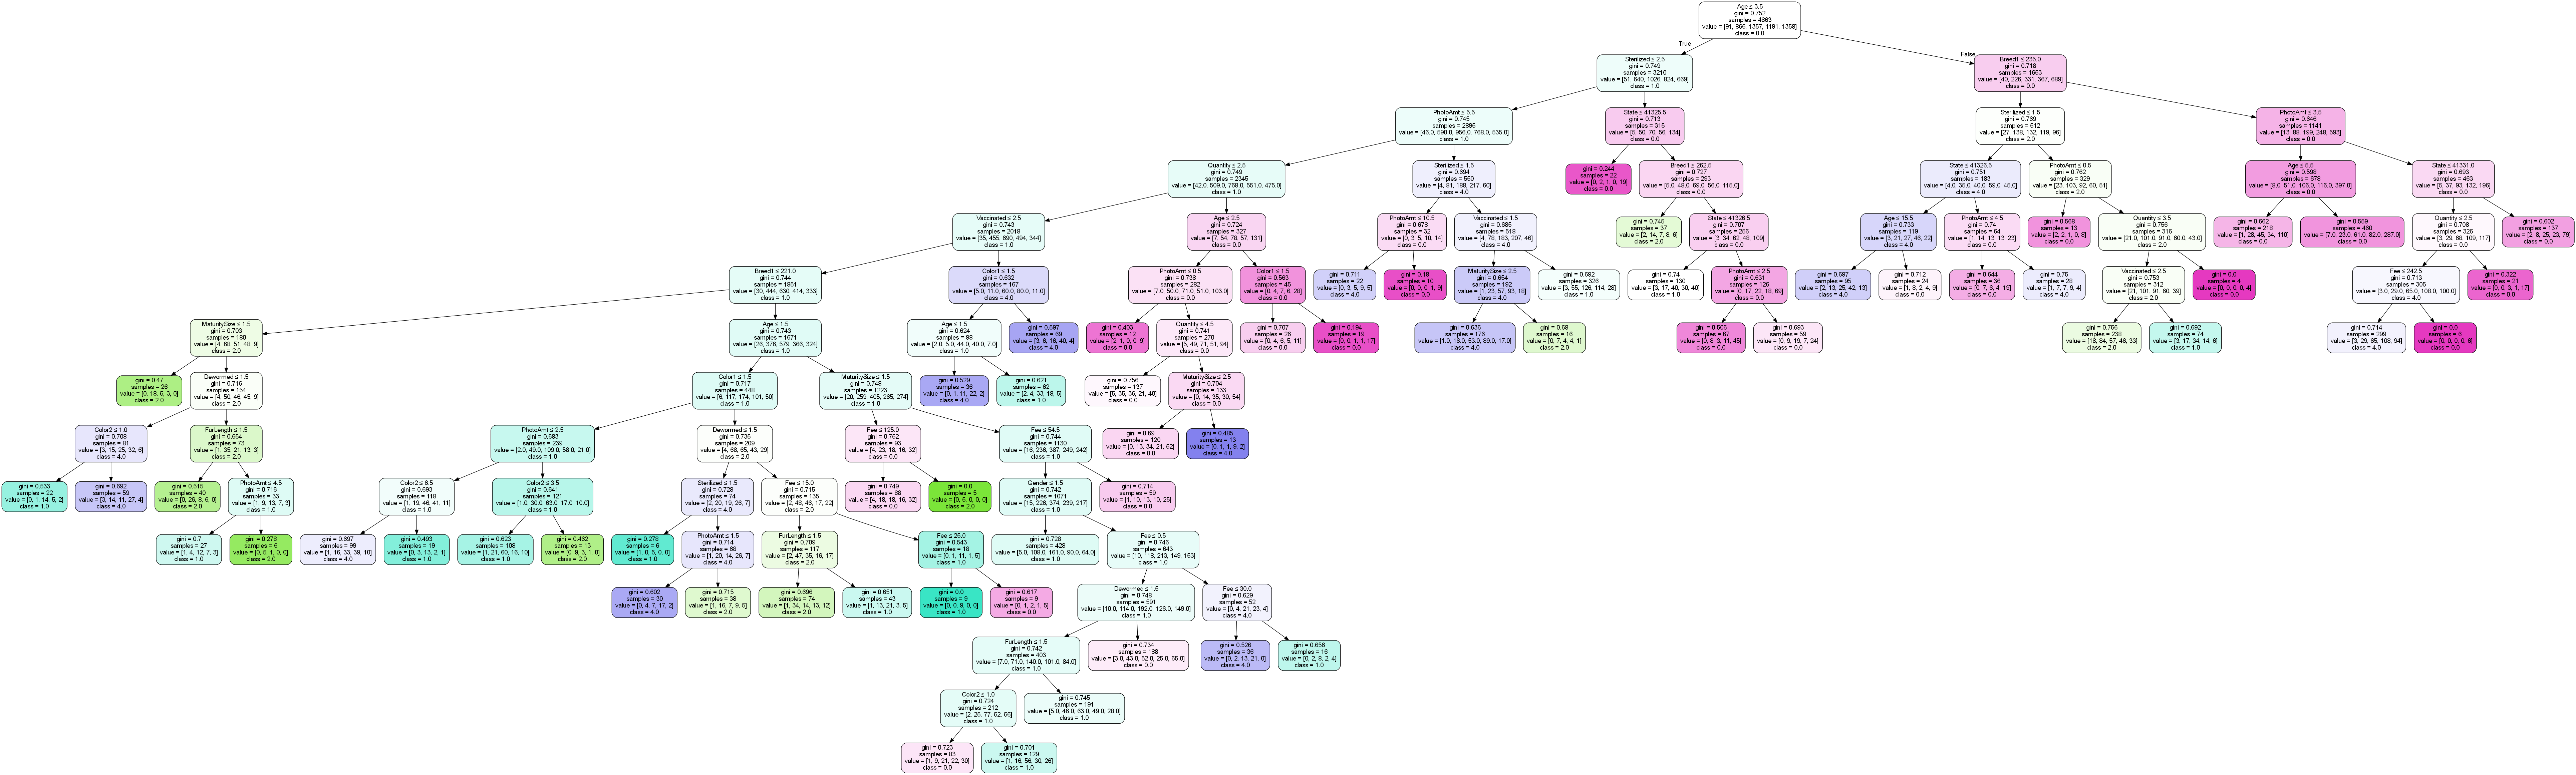 Age ≤ 3.5
gini = 0.752
samples = 4863
value = [91, 866, 1357, 1191, 1358]
class = 0.0
True
False
Sterilized ≤ 2.5
gini = 0.749
samples = 3210
value = [51, 640, 1026, 824, 669]
class = 1.0
Breed1 ≤ 235.0
gini = 0.718
samples = 1653
value = [40, 226, 331, 367, 689]
class = 0.0
PhotoAmt ≤ 5.5
gini = 0.745
samples = 2895
value = [46.0, 590.0, 956.0, 768.0, 535.0]
class = 1.0
State ≤ 41325.5
gini = 0.713
samples = 315
value = [5, 50, 70, 56, 134]
class = 0.0
Sterilized ≤ 1.5
gini = 0.769
samples = 512
value = [27, 138, 132, 119, 96]
class = 2.0
PhotoAmt ≤ 3.5
gini = 0.646
samples = 1141
value = [13, 88, 199, 248, 593]
class = 0.0
Quantity ≤ 2.5
gini = 0.749
samples = 2345
value = [42.0, 509.0, 768.0, 551.0, 475.0]
class = 1.0
Sterilized ≤ 1.5
gini = 0.694
samples = 550
value = [4, 81, 188, 217, 60]
class = 4.0
gini = 0.244
samples = 22
value = [0, 2, 1, 0, 19]
class = 0.0
Breed1 ≤ 262.5
gini = 0.727
samples = 293
value = [5.0, 48.0, 69.0, 56.0, 115.0]
class = 0.0
State ≤ 41326.5
gini = 0.751
samples = 183
value = [4.0, 35.0, 40.0, 59.0, 45.0]
class = 4.0
PhotoAmt ≤ 0.5
gini = 0.762
samples = 329
value = [23, 103, 92, 60, 51]
class = 2.0
Age ≤ 5.5
gini = 0.598
samples = 678
value = [8.0, 51.0, 106.0, 116.0, 397.0]
class = 0.0
State ≤ 41331.0
gini = 0.693
samples = 463
value = [5, 37, 93, 132, 196]
class = 0.0
Vaccinated ≤ 2.5
gini = 0.743
samples = 2018
value = [35, 455, 690, 494, 344]
class = 1.0
Age ≤ 2.5
gini = 0.724
samples = 327
value = [7, 54, 78, 57, 131]
class = 0.0
PhotoAmt ≤ 10.5
gini = 0.678
samples = 32
value = [0, 3, 5, 10, 14]
class = 0.0
Vaccinated ≤ 1.5
gini = 0.685
samples = 518
value = [4, 78, 183, 207, 46]
class = 4.0
gini = 0.745
samples = 37
value = [2, 14, 7, 8, 6]
class = 2.0
State ≤ 41326.5
gini = 0.707
samples = 256
value = [3, 34, 62, 48, 109]
class = 0.0
Age ≤ 15.5
gini = 0.733
samples = 119
value = [3, 21, 27, 46, 22]
class = 4.0
PhotoAmt ≤ 4.5
gini = 0.74
samples = 64
value = [1, 14, 13, 13, 23]
class = 0.0
gini = 0.568
samples = 13
value = [2, 2, 1, 0, 8]
class = 0.0
Quantity ≤ 3.5
gini = 0.756
samples = 316
value = [21.0, 101.0, 91.0, 60.0, 43.0]
class = 2.0
gini = 0.662
samples = 218
value = [1, 28, 45, 34, 110]
class = 0.0
gini = 0.559
samples = 460
value = [7.0, 23.0, 61.0, 82.0, 287.0]
class = 0.0
Quantity ≤ 2.5
gini = 0.708
samples = 326
value = [3, 29, 68, 109, 117]
class = 0.0
gini = 0.602
samples = 137
value = [2, 8, 25, 23, 79]
class = 0.0
Breed1 ≤ 221.0
gini = 0.744
samples = 1851
value = [30, 444, 630, 414, 333]
class = 1.0
Color1 ≤ 1.5
gini = 0.632
samples = 167
value = [5.0, 11.0, 60.0, 80.0, 11.0]
class = 4.0
PhotoAmt ≤ 0.5
gini = 0.738
samples = 282
value = [7.0, 50.0, 71.0, 51.0, 103.0]
class = 0.0
Color1 ≤ 1.5
gini = 0.563
samples = 45
value = [0, 4, 7, 6, 28]
class = 0.0
gini = 0.711
samples = 22
value = [0, 3, 5, 9, 5]
class = 4.0
gini = 0.18
samples = 10
value = [0, 0, 0, 1, 9]
class = 0.0
MaturitySize ≤ 2.5
gini = 0.654
samples = 192
value = [1, 23, 57, 93, 18]
class = 4.0
gini = 0.692
samples = 326
value = [3, 55, 126, 114, 28]
class = 1.0
gini = 0.74
samples = 130
value = [3, 17, 40, 30, 40]
class = 1.0
PhotoAmt ≤ 2.5
gini = 0.631
samples = 126
value = [0, 17, 22, 18, 69]
class = 0.0
gini = 0.697
samples = 95
value = [2, 13, 25, 42, 13]
class = 4.0
gini = 0.712
samples = 24
value = [1, 8, 2, 4, 9]
class = 0.0
gini = 0.644
samples = 36
value = [0, 7, 6, 4, 19]
class = 0.0
gini = 0.75
samples = 28
value = [1, 7, 7, 9, 4]
class = 4.0
Vaccinated ≤ 2.5
gini = 0.753
samples = 312
value = [21, 101, 91, 60, 39]
class = 2.0
gini = 0.0
samples = 4
value = [0, 0, 0, 0, 4]
class = 0.0
Fee ≤ 242.5
gini = 0.713
samples = 305
value = [3.0, 29.0, 65.0, 108.0, 100.0]
class = 4.0
gini = 0.322
samples = 21
value = [0, 0, 3, 1, 17]
class = 0.0
MaturitySize ≤ 1.5
gini = 0.703
samples = 180
value = [4, 68, 51, 48, 9]
class = 2.0
Age ≤ 1.5
gini = 0.743
samples = 1671
value = [26, 376, 579, 366, 324]
class = 1.0
Age ≤ 1.5
gini = 0.624
samples = 98
value = [2.0, 5.0, 44.0, 40.0, 7.0]
class = 1.0
gini = 0.597
samples = 69
value = [3, 6, 16, 40, 4]
class = 4.0
gini = 0.403
samples = 12
value = [2, 1, 0, 0, 9]
class = 0.0
Quantity ≤ 4.5
gini = 0.741
samples = 270
value = [5, 49, 71, 51, 94]
class = 0.0
gini = 0.707
samples = 26
value = [0, 4, 6, 5, 11]
class = 0.0
gini = 0.194
samples = 19
value = [0, 0, 1, 1, 17]
class = 0.0
gini = 0.636
samples = 176
value = [1.0, 16.0, 53.0, 89.0, 17.0]
class = 4.0
gini = 0.68
samples = 16
value = [0, 7, 4, 4, 1]
class = 2.0
gini = 0.506
samples = 67
value = [0, 8, 3, 11, 45]
class = 0.0
gini = 0.693
samples = 59
value = [0, 9, 19, 7, 24]
class = 0.0
gini = 0.756
samples = 238
value = [18, 84, 57, 46, 33]
class = 2.0
gini = 0.692
samples = 74
value = [3, 17, 34, 14, 6]
class = 1.0
gini = 0.714
samples = 299
value = [3, 29, 65, 108, 94]
class = 4.0
gini = 0.0
samples = 6
value = [0, 0, 0, 0, 6]
class = 0.0
gini = 0.47
samples = 26
value = [0, 18, 5, 3, 0]
class = 2.0
Dewormed ≤ 1.5
gini = 0.716
samples = 154
value = [4, 50, 46, 45, 9]
class = 2.0
Color1 ≤ 1.5
gini = 0.717
samples = 448
value = [6, 117, 174, 101, 50]
class = 1.0
MaturitySize ≤ 1.5
gini = 0.748
samples = 1223
value = [20, 259, 405, 265, 274]
class = 1.0
gini = 0.529
samples = 36
value = [0, 1, 11, 22, 2]
class = 4.0
gini = 0.621
samples = 62
value = [2, 4, 33, 18, 5]
class = 1.0
gini = 0.756
samples = 137
value = [5, 35, 36, 21, 40]
class = 0.0
MaturitySize ≤ 2.5
gini = 0.704
samples = 133
value = [0, 14, 35, 30, 54]
class = 0.0
Color2 ≤ 1.0
gini = 0.708
samples = 81
value = [3, 15, 25, 32, 6]
class = 4.0
FurLength ≤ 1.5
gini = 0.654
samples = 73
value = [1, 35, 21, 13, 3]
class = 2.0
PhotoAmt ≤ 2.5
gini = 0.683
samples = 239
value = [2.0, 49.0, 109.0, 58.0, 21.0]
class = 1.0
Dewormed ≤ 1.5
gini = 0.735
samples = 209
value = [4, 68, 65, 43, 29]
class = 2.0
Fee ≤ 125.0
gini = 0.752
samples = 93
value = [4, 23, 18, 16, 32]
class = 0.0
Fee ≤ 54.5
gini = 0.744
samples = 1130
value = [16, 236, 387, 249, 242]
class = 1.0
gini = 0.69
samples = 120
value = [0, 13, 34, 21, 52]
class = 0.0
gini = 0.485
samples = 13
value = [0, 1, 1, 9, 2]
class = 4.0
gini = 0.533
samples = 22
value = [0, 1, 14, 5, 2]
class = 1.0
gini = 0.692
samples = 59
value = [3, 14, 11, 27, 4]
class = 4.0
gini = 0.515
samples = 40
value = [0, 26, 8, 6, 0]
class = 2.0
PhotoAmt ≤ 4.5
gini = 0.716
samples = 33
value = [1, 9, 13, 7, 3]
class = 1.0
Color2 ≤ 6.5
gini = 0.693
samples = 118
value = [1, 19, 46, 41, 11]
class = 1.0
Color2 ≤ 3.5
gini = 0.641
samples = 121
value = [1.0, 30.0, 63.0, 17.0, 10.0]
class = 1.0
Sterilized ≤ 1.5
gini = 0.728
samples = 74
value = [2, 20, 19, 26, 7]
class = 4.0
Fee ≤ 15.0
gini = 0.715
samples = 135
value = [2, 48, 46, 17, 22]
class = 2.0
gini = 0.749
samples = 88
value = [4, 18, 18, 16, 32]
class = 0.0
gini = 0.0
samples = 5
value = [0, 5, 0, 0, 0]
class = 2.0
Gender ≤ 1.5
gini = 0.742
samples = 1071
value = [15, 226, 374, 239, 217]
class = 1.0
gini = 0.714
samples = 59
value = [1, 10, 13, 10, 25]
class = 0.0
gini = 0.7
samples = 27
value = [1, 4, 12, 7, 3]
class = 1.0
gini = 0.278
samples = 6
value = [0, 5, 1, 0, 0]
class = 2.0
gini = 0.697
samples = 99
value = [1, 16, 33, 39, 10]
class = 4.0
gini = 0.493
samples = 19
value = [0, 3, 13, 2, 1]
class = 1.0
gini = 0.623
samples = 108
value = [1, 21, 60, 16, 10]
class = 1.0
gini = 0.462
samples = 13
value = [0, 9, 3, 1, 0]
class = 2.0
gini = 0.278
samples = 6
value = [1, 0, 5, 0, 0]
class = 1.0
PhotoAmt ≤ 1.5
gini = 0.714
samples = 68
value = [1, 20, 14, 26, 7]
class = 4.0
FurLength ≤ 1.5
gini = 0.709
samples = 117
value = [2, 47, 35, 16, 17]
class = 2.0
Fee ≤ 25.0
gini = 0.543
samples = 18
value = [0, 1, 11, 1, 5]
class = 1.0
gini = 0.728
samples = 428
value = [5.0, 108.0, 161.0, 90.0, 64.0]
class = 1.0
Fee ≤ 0.5
gini = 0.746
samples = 643
value = [10, 118, 213, 149, 153]
class = 1.0
gini = 0.602
samples = 30
value = [0, 4, 7, 17, 2]
class = 4.0
gini = 0.715
samples = 38
value = [1, 16, 7, 9, 5]
class = 2.0
gini = 0.696
samples = 74
value = [1, 34, 14, 13, 12]
class = 2.0
gini = 0.651
samples = 43
value = [1, 13, 21, 3, 5]
class = 1.0
gini = 0.0
samples = 9
value = [0, 0, 9, 0, 0]
class = 1.0
gini = 0.617
samples = 9
value = [0, 1, 2, 1, 5]
class = 0.0
Dewormed ≤ 1.5
gini = 0.748
samples = 591
value = [10.0, 114.0, 192.0, 126.0, 149.0]
class = 1.0
Fee ≤ 30.0
gini = 0.629
samples = 52
value = [0, 4, 21, 23, 4]
class = 4.0
FurLength ≤ 1.5
gini = 0.742
samples = 403
value = [7.0, 71.0, 140.0, 101.0, 84.0]
class = 1.0
gini = 0.734
samples = 188
value = [3.0, 43.0, 52.0, 25.0, 65.0]
class = 0.0
gini = 0.526
samples = 36
value = [0, 2, 13, 21, 0]
class = 4.0
gini = 0.656
samples = 16
value = [0, 2, 8, 2, 4]
class = 1.0
Color2 ≤ 1.0
gini = 0.724
samples = 212
value = [2, 25, 77, 52, 56]
class = 1.0
gini = 0.745
samples = 191
value = [5.0, 46.0, 63.0, 49.0, 28.0]
class = 1.0
gini = 0.723
samples = 83
value = [1, 9, 21, 22, 30]
class = 0.0
gini = 0.701
samples = 129
value = [1, 16, 56, 30, 26]
class = 1.0